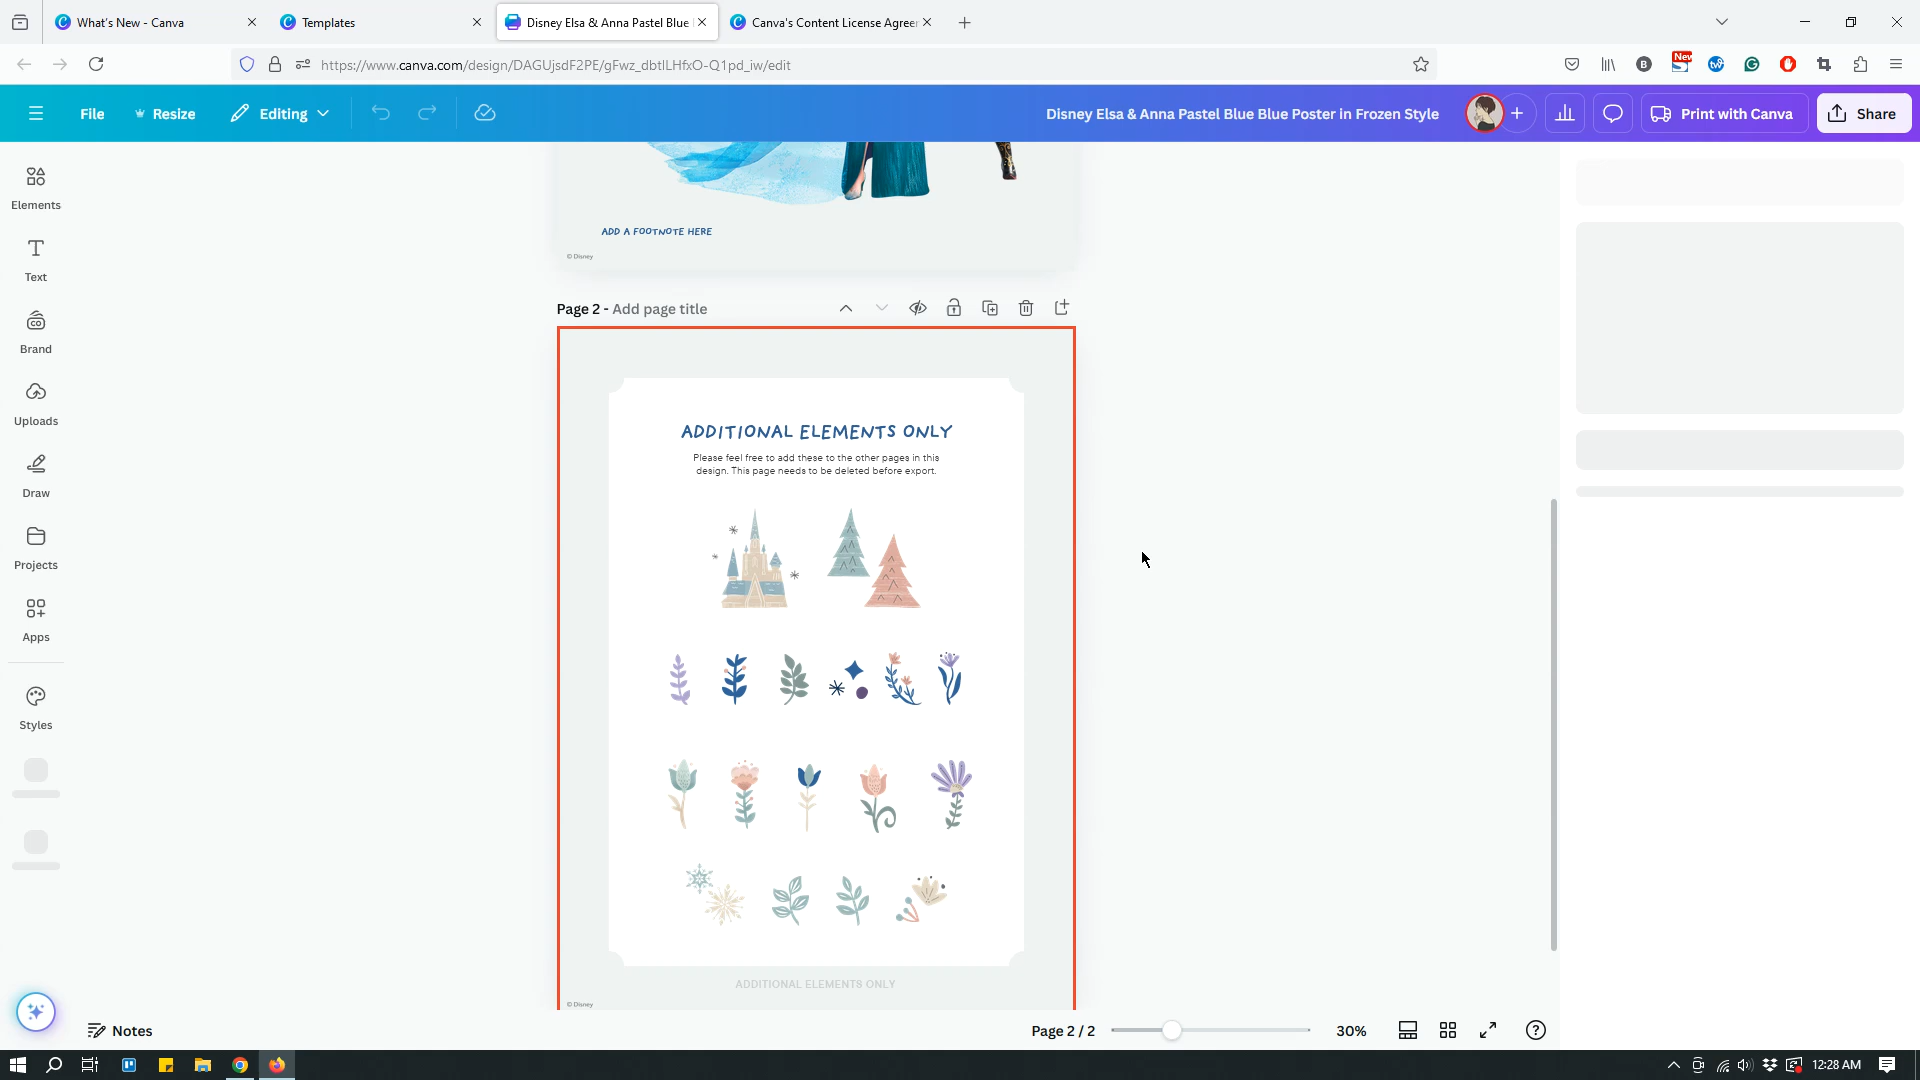 What's New - Canva
Templates
Disney Elsa & Anna Pastel Blue
Canva's Content License Agree
https://www.canva.com/design/DAGUjsdF2PE/gFwz_dbtlLHfxO-Q1pd_iw/edit
New
File
Resize
Editing
Disney Elsa & Anna Pastel Blue Blue Poster in Frozen Style
Print with Canva
Share
Elements
Text
Brand
Uploads
Draw
Projects
Apps
Styles
ADD A FOOTNOTE HERE
© Disney
Page 2 - Add page title
ADDITIONAL ELEMENTS ONLY
Please feel free to add these to the other pages in this
design. This page needs to be deleted before export.
ADDITIONAL ELEMENTS ONLY
© Disney
Notes
Page 2 / 2
30%
12:28 AM